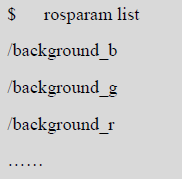 $ rosparam list
/background_b
/background_g
/background_r
……